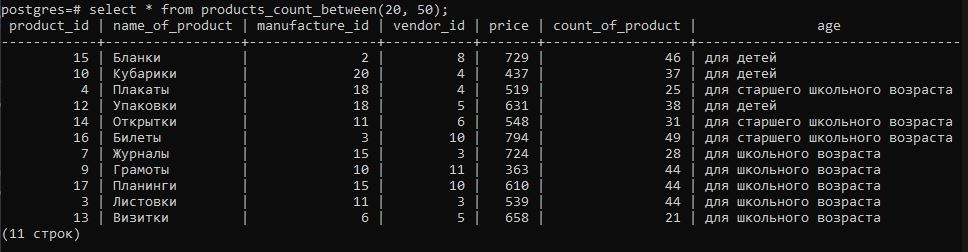 postgres=# select * from products_count_between(20, 50);
 product_id | name_of_product | manufacture_id | vendor_id | price | count_of_product |              age
------------+-----------------+----------------+-----------+-------+------------------+--------------------------------
         15 | Бланки          |              2 |         8 |   729 |               46 | для детей
         10 | Кубарики        |             20 |         4 |   437 |               37 | для детей
          4 | Плакаты         |             18 |         4 |   519 |               25 | для старшего школьного возраста
         12 | Упаковки        |             18 |         5 |   631 |               38 | для детей
         14 | Открытки        |             11 |         6 |   548 |               31 | для старшего школьного возраста
         16 | Билеты          |              3 |        10 |   794 |               49 | для старшего школьного возраста
          7 | Журналы         |             15 |         3 |   724 |               28 | для школьного возраста
          9 | Грамоты         |             10 |        11 |   363 |               44 | для школьного возраста
         17 | Планинги        |             15 |        10 |   610 |               44 | для школьного возраста
          3 | Листовки        |             11 |         3 |   539 |               44 | для школьного возраста
         13 | Визитки         |              6 |         5 |   658 |               21 | для школьного возраста
(11 строк)